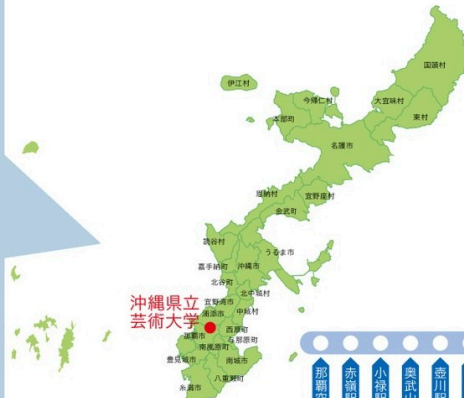 国頭村
伊江村
今帰仁村
大宜味村
本部町
東村
名護市
恩納村
宜野座村
金武町
読谷村
うるま市
嘉手納町
沖縄市
北谷町
北中城村
宜野湾市
中城村
沖縄県立
芸術大学
浦添市
西原町
那覇市
与那原町
南風原町
豊見城市
南城市
八重瀬町
糸満市
赤嶺駅
小禄駅
奥武山
壺川駅